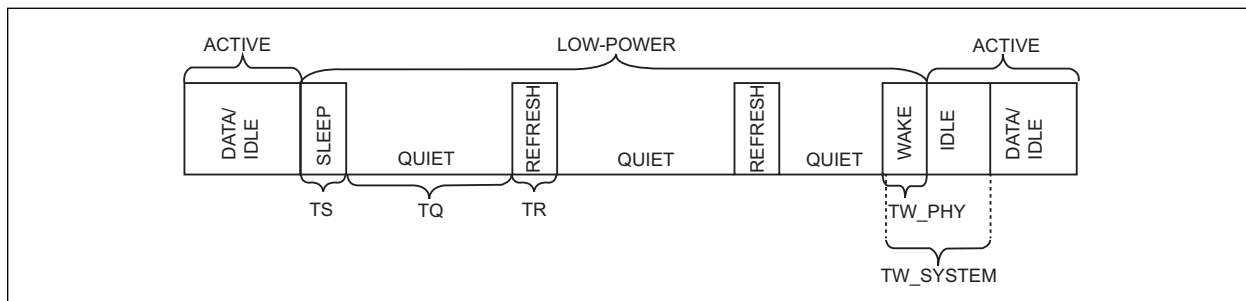 ACTIVE
LOW-POWER
ACTIVE
DATA/
IDLE
SLEEP
QUIET
REFRESH
QUIET
REFRESH
QUIET
WAKE
IDLE
DATA/
IDLE
TS
TQ
TR
TW_PHY
TW_SYSTEM